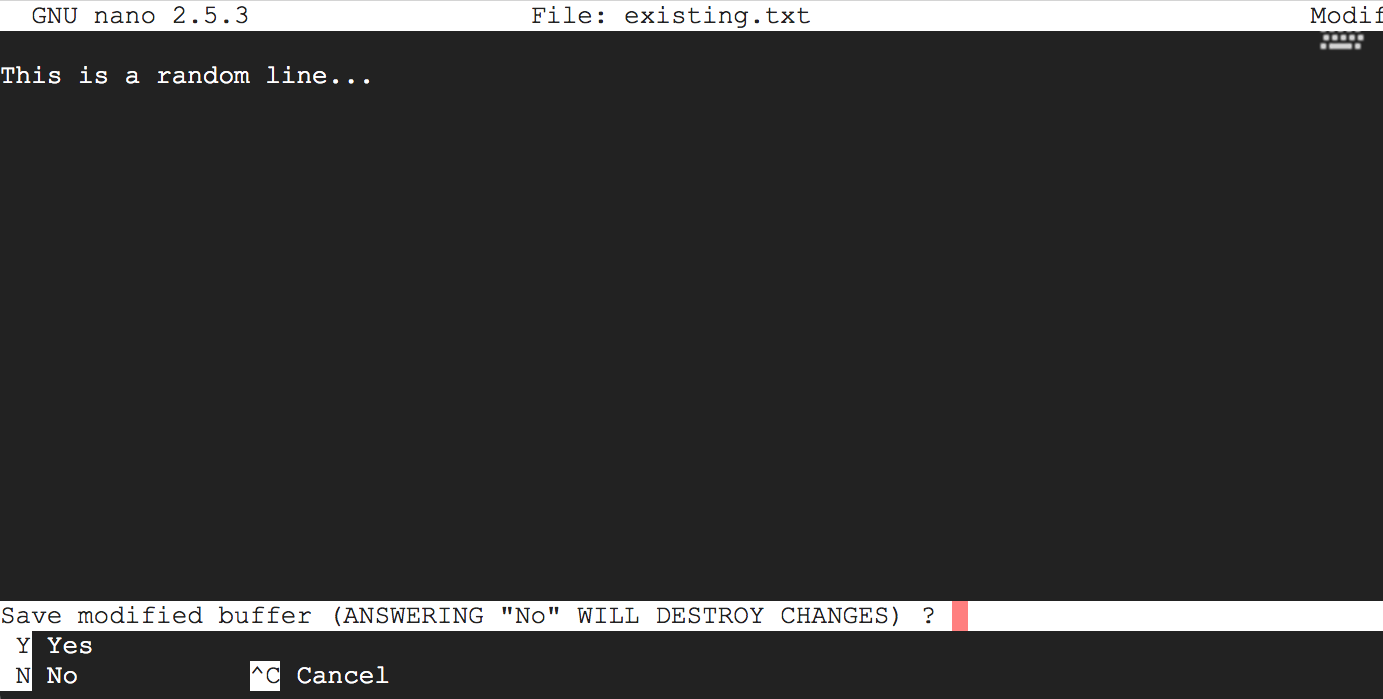 GNU nano 2.5.3 File: existing.txt Modif
This is a random line...
Save modified buffer (ANSWERING "No" WILL DESTROY CHANGES) ?
Y Yes
N No ^C Cancel